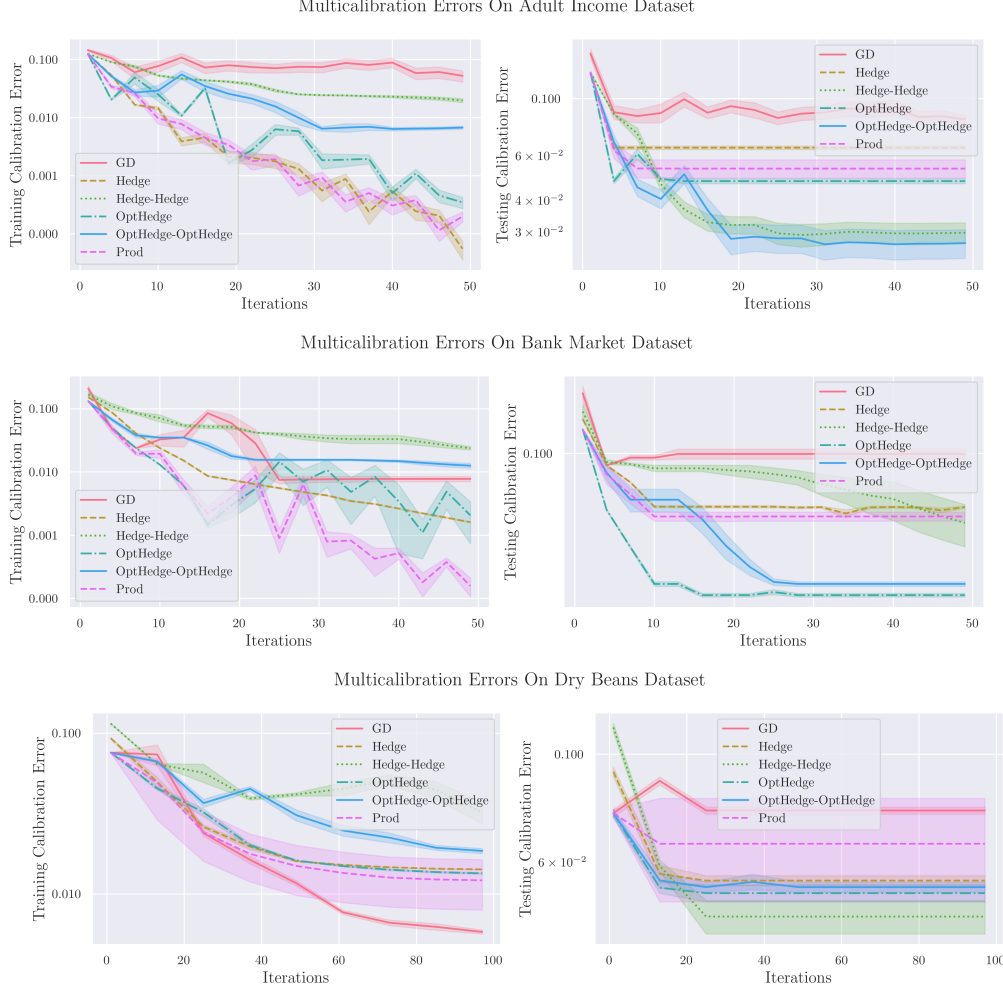 Multicalibration Errors On Adult Income Dataset
Training Calibration Error
0.100
0.010
0.001
0.000
GD
Hedge
Hedge-Hedge
OptHedge
OptHedge-OptHedge
Prod
0 10 20 30 40 50
Iterations
Testing Calibration Error
0.100
6 × 10⁻²
4 × 10⁻²
3 × 10⁻²
GD
Hedge
Hedge-Hedge
OptHedge
OptHedge-OptHedge
Prod
0 10 20 30 40 50
Iterations
Multicalibration Errors On Bank Market Dataset
Training Calibration Error
0.100
0.010
0.001
0.000
GD
Hedge
Hedge-Hedge
OptHedge
OptHedge-OptHedge
Prod
0 10 20 30 40 50
Iterations
Testing Calibration Error
0.100
GD
Hedge
Hedge-Hedge
OptHedge
OptHedge-OptHedge
Prod
0 10 20 30 40 50
Iterations
Multicalibration Errors On Dry Beans Dataset
Training Calibration Error
0.100
0.010
GD
Hedge
Hedge-Hedge
OptHedge
OptHedge-OptHedge
Prod
0 20 40 60 80 100
Iterations
Testing Calibration Error
0.100
6 × 10⁻²
GD
Hedge
Hedge-Hedge
OptHedge
OptHedge-OptHedge
Prod
0 20 40 60 80 100
Iterations